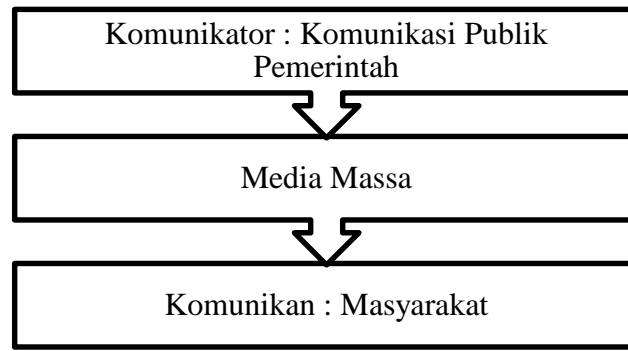 Komunikator : Komunikasi Publik
Pemerintah
Media Massa
Komunikan : Masyarakat